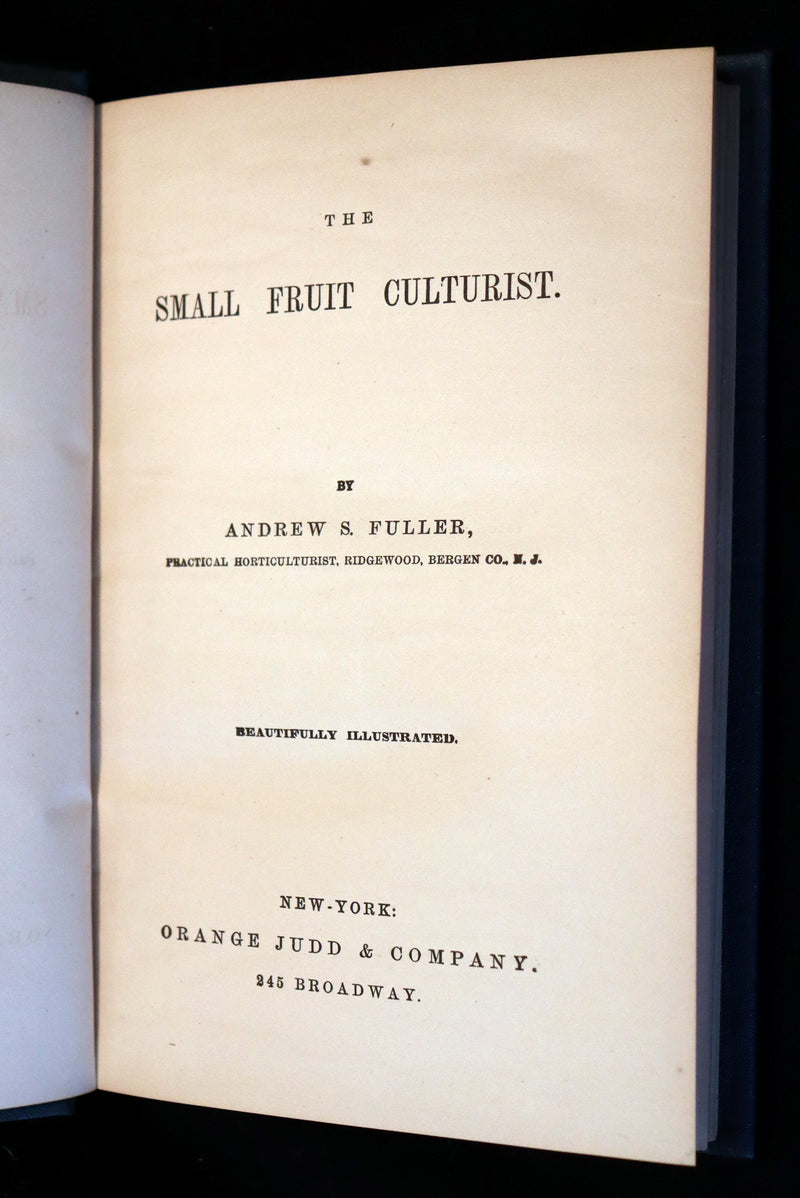 THE
SMALL FRUIT CULTURIST.
BY
ANDREW S. FULLER,
PRACTICAL HORTICULTURIST, RIDGEWOOD, BERGEN CO., N. J.
BEAUTIFULLY ILLUSTRATED.
NEW-YORK:
ORANGE JUDD & COMPANY.
245 BROADWAY.